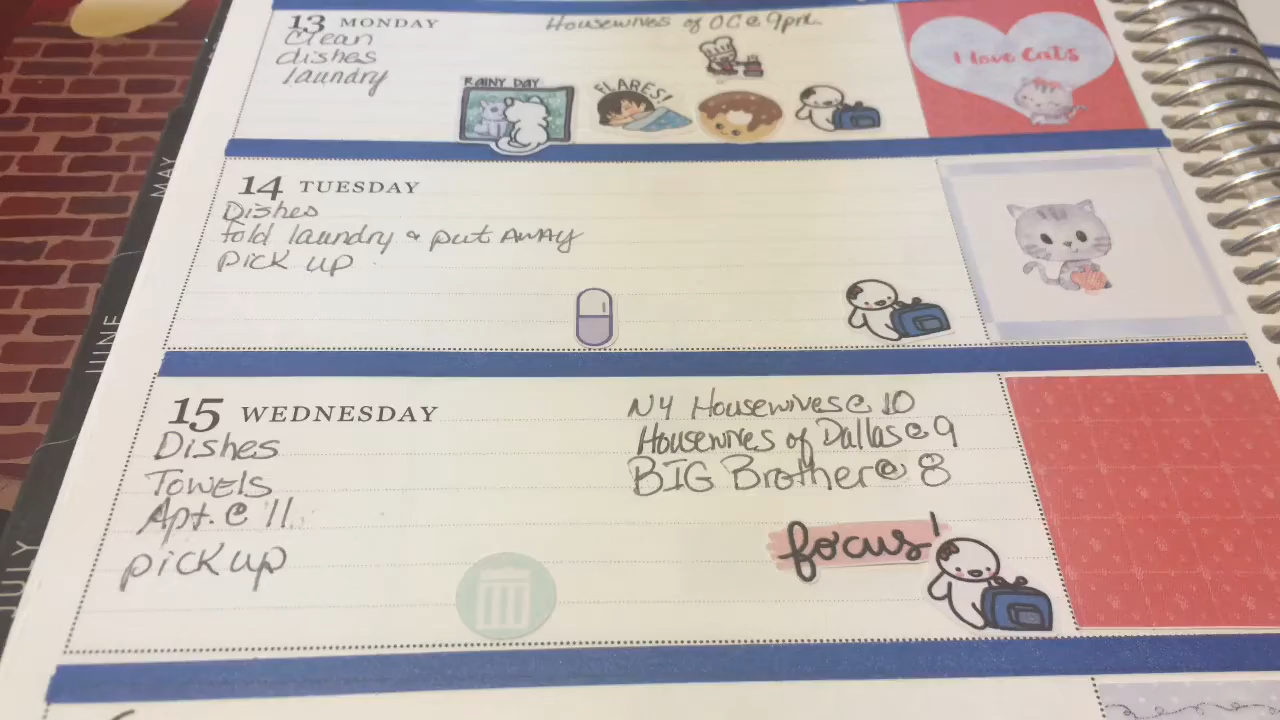 13 MONDAY
Housewives of OC @ 9pm.
Clean
dishes
laundry
RAINY DAY
FLARES!
I love Cats
MAY
14 TUESDAY
Dishes
fold laundry & put AWAY
pick up
JUNE
15 WEDNESDAY
NY Housewives @ 10
Dishes
Housewives of Dallas @ 9
Towels
BIG Brother @ 8
Apt. @ 11
focus!
pick up
JULY